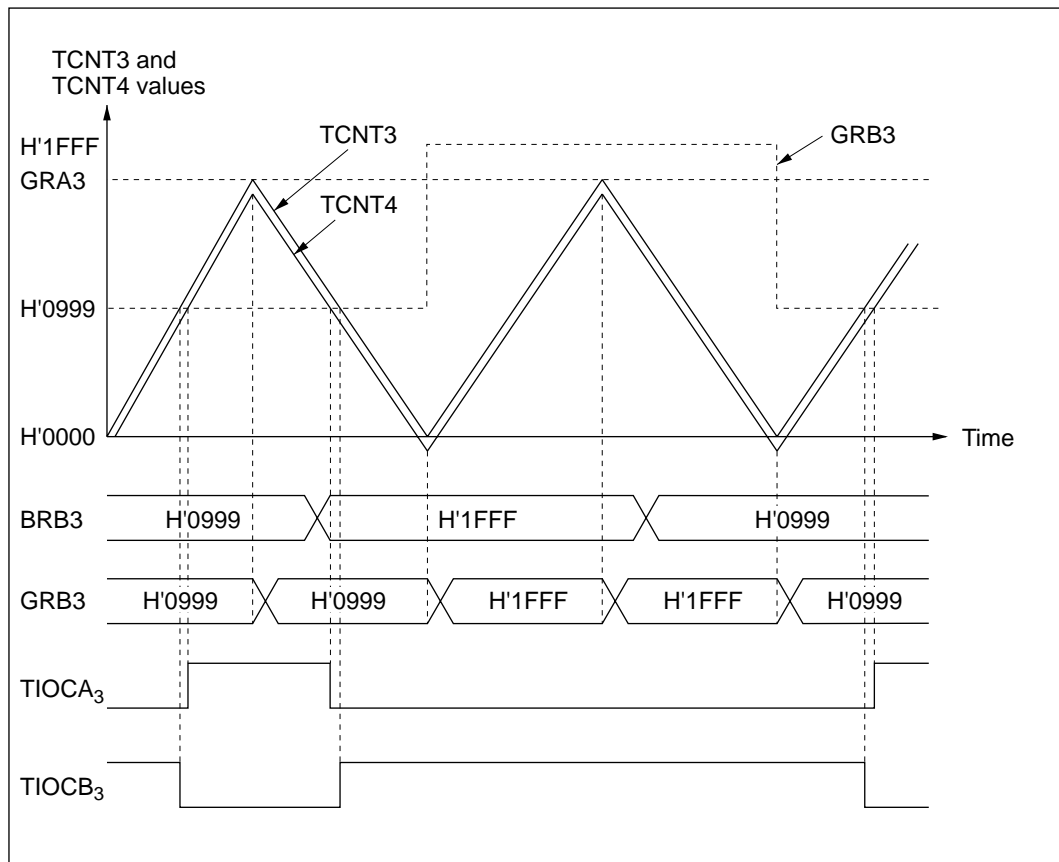 TCNT3 and
TCNT4 values
H'1FFF
TCNT3
GRB3
GRA3
TCNT4
H'0999
H'0000
Time
BRB3
H'0999
H'1FFF
H'0999
GRB3
H'0999
H'0999
H'1FFF
H'1FFF
H'0999
TIOCA3
TIOCB3